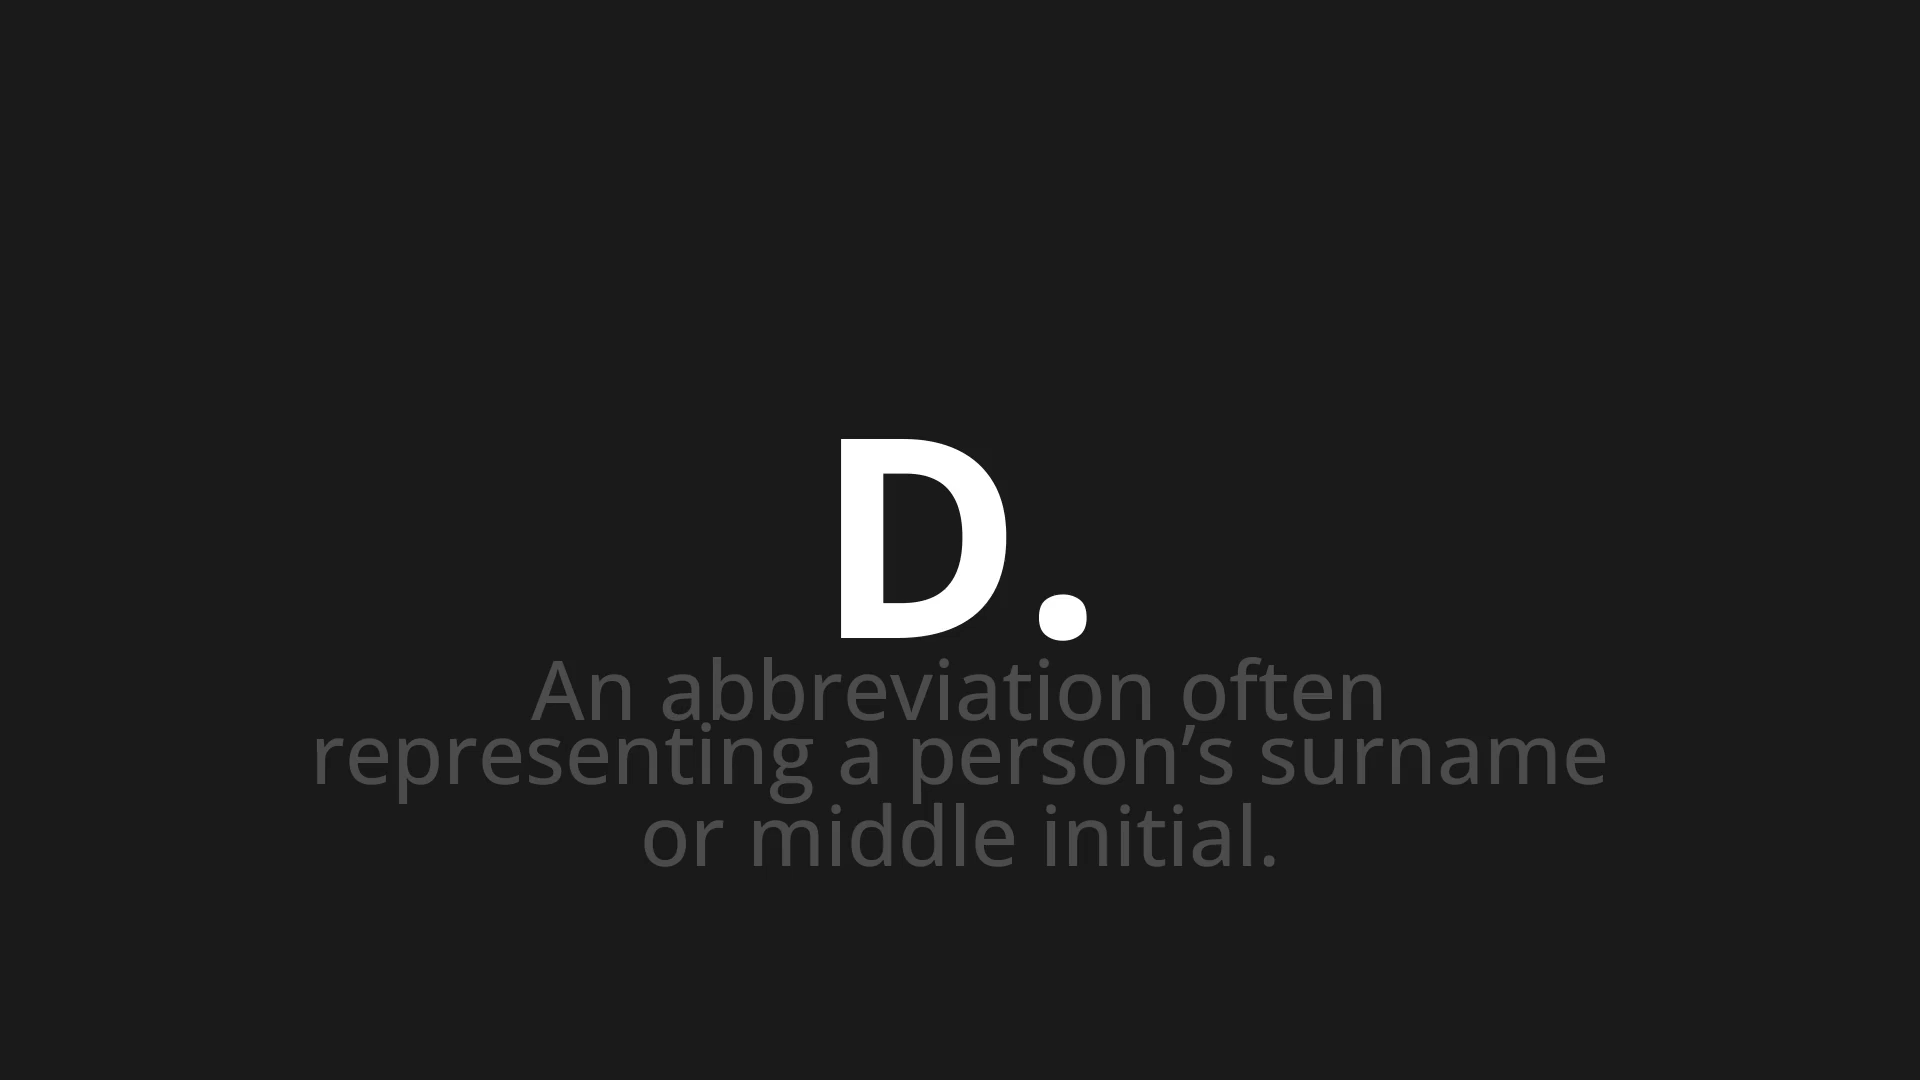 D.
An abbreviation often
representing a person’s surname
or middle initial.